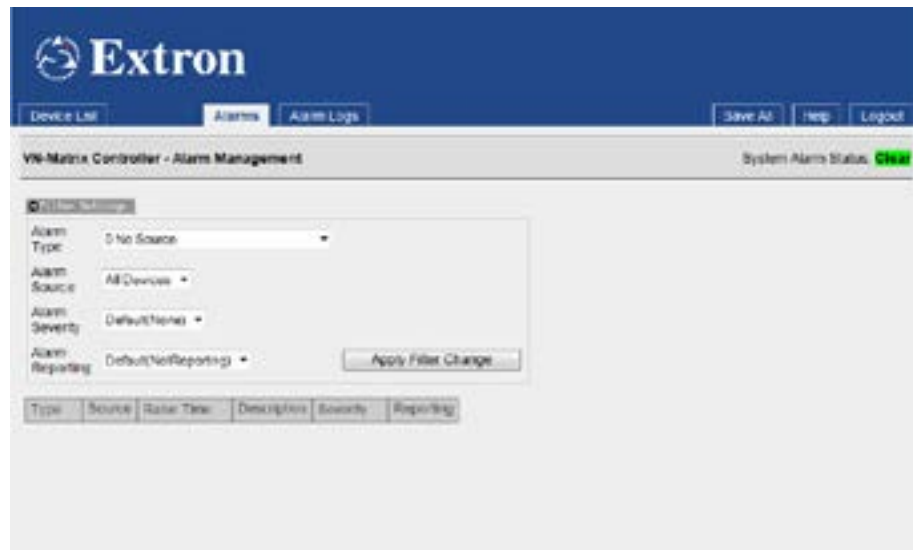 Extron
Device List
Alarms
Alarm Logs
Save All
Help
Logout
VN-Matrix Controller - Alarm Management
System Alarm Status: Clear
Alarm Type
0 No Source
Alarm Source
All Devices
Alarm Severity
Default(None)
Alarm Reporting
Default(NotReporting)
Apply Filter Change
Type
Source
Raise Time
Description
Severity
Reporting